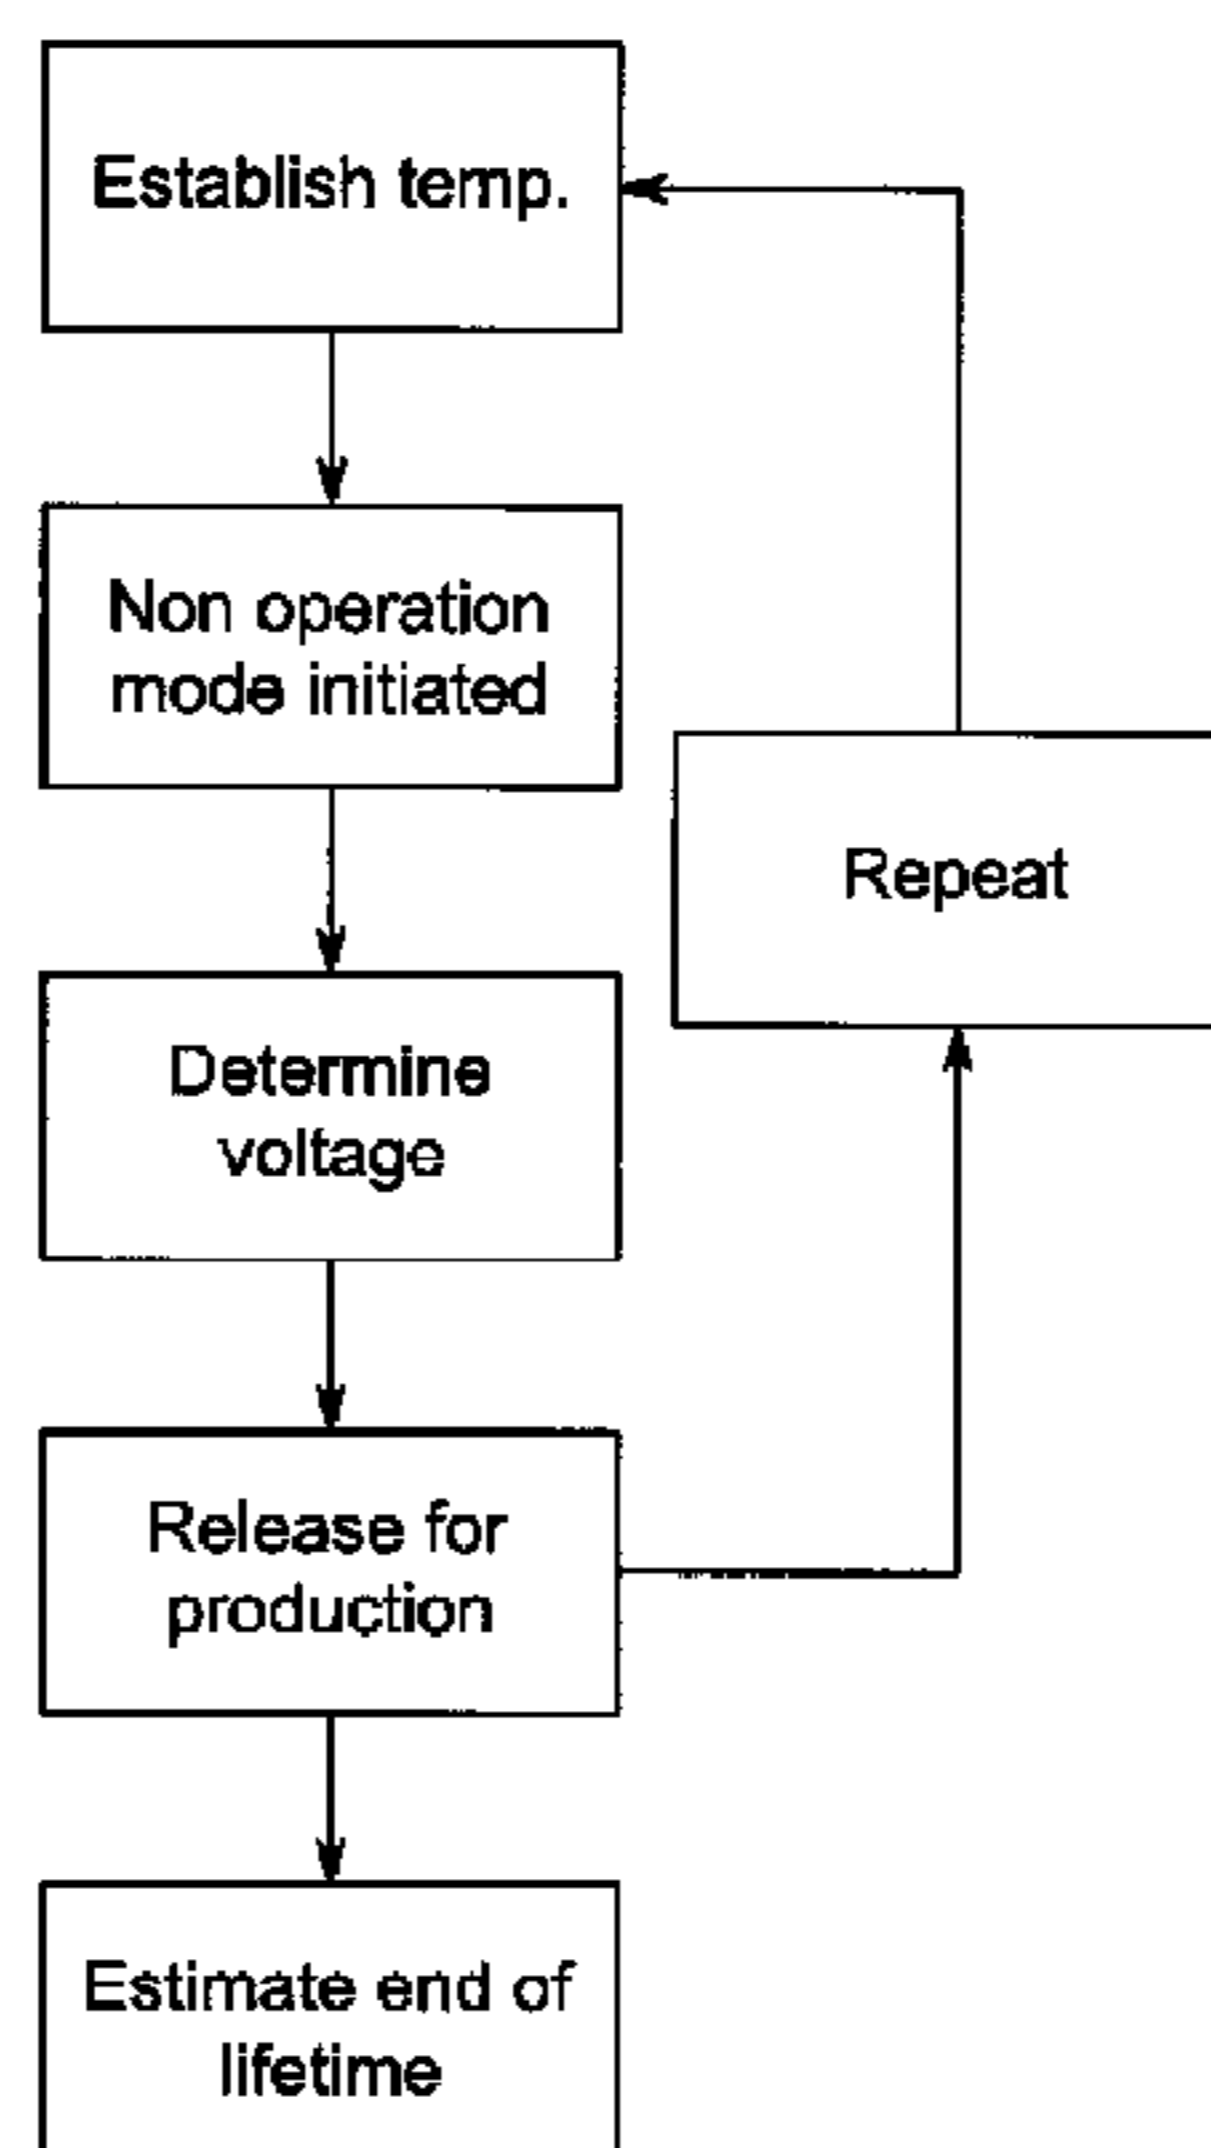 Establish temp.
Non operation
mode initiated
Repeat
Determine
voltage
Release for
production
Estimate end of
lifetime